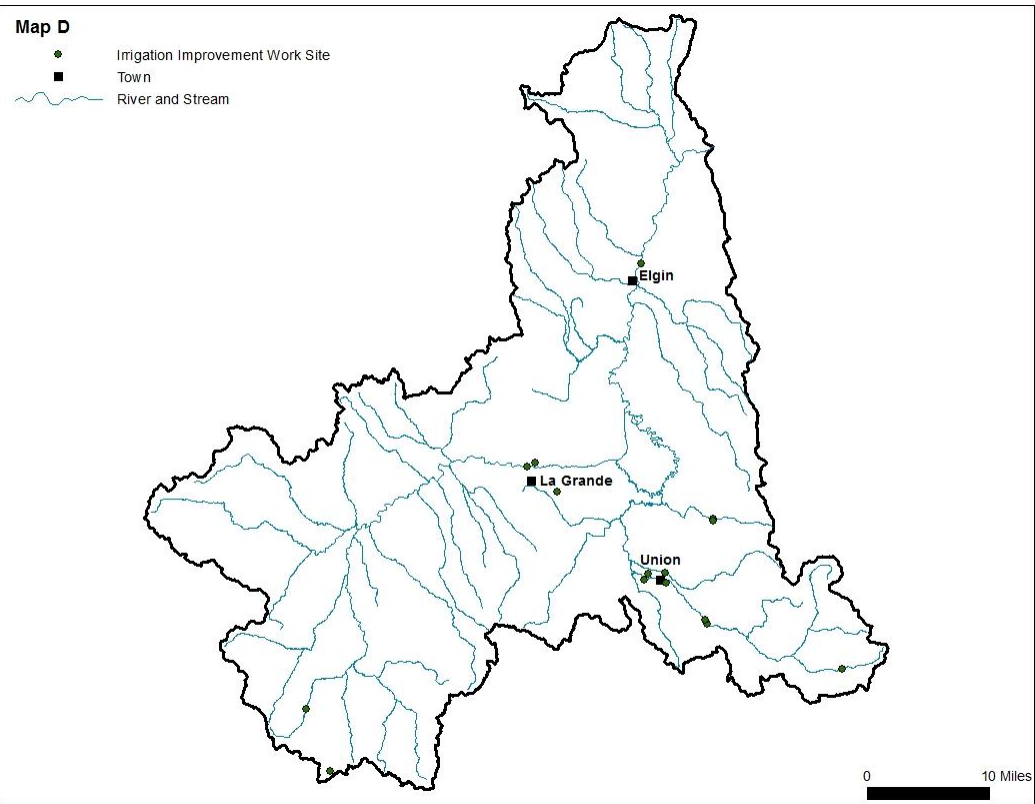 Map D
Irrigation Improvement Work Site
Town
River and Stream
Elgin
La Grande
Union
0 10 Miles